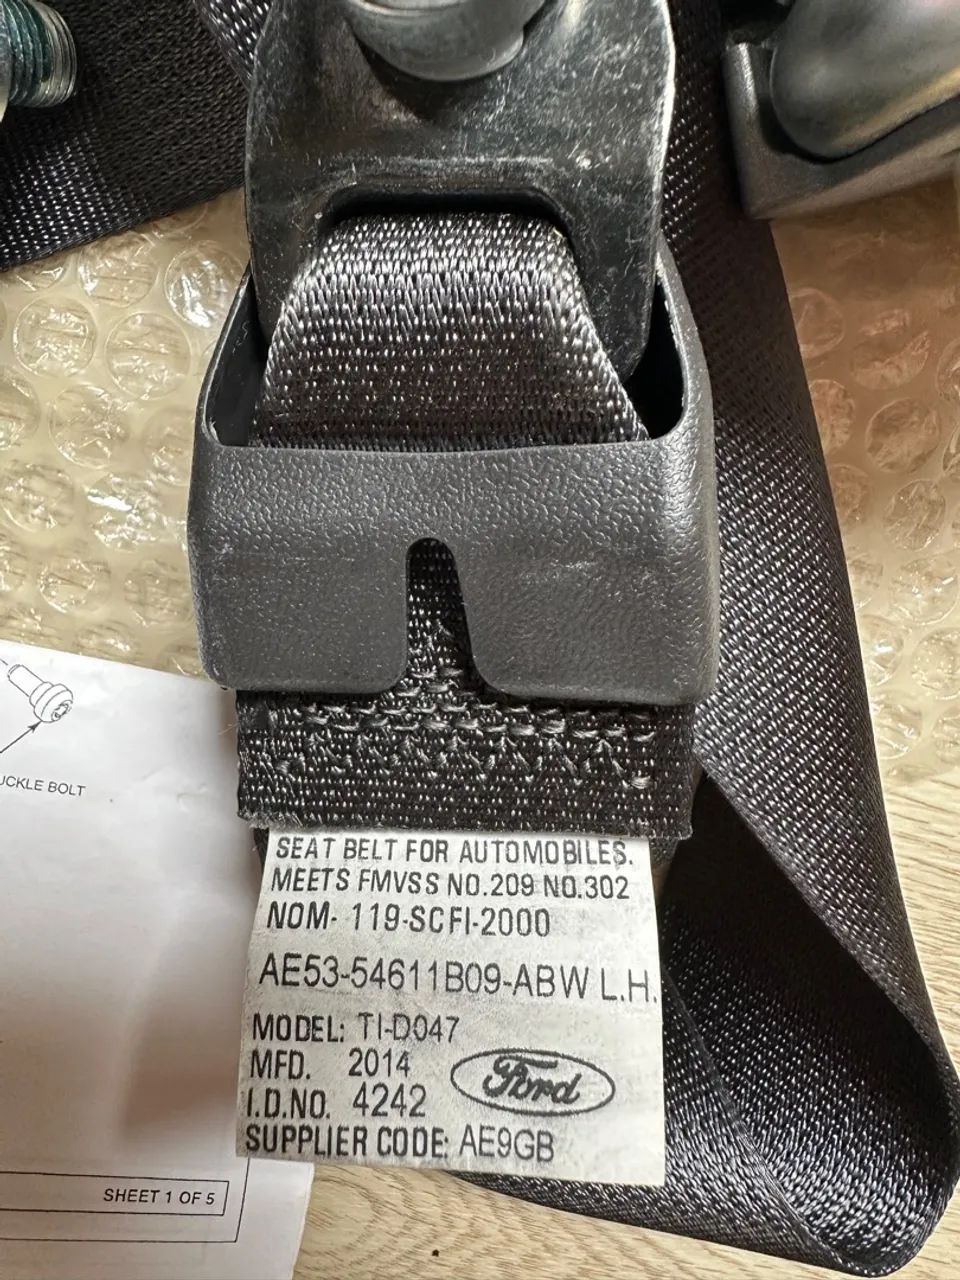 UCKLE BOLT
SEAT BELT FOR AUTOMOBILES.
MEETS FMVSS NO.209 NO.302
NOM- 119-SCFI-2000
AE53-54611B09-ABW L.H.
MODEL: TI-D047
MFD. 2014
Ford
I.D.NO. 4242
SUPPLIER CODE: AE9GB
SHEET 1 OF 5